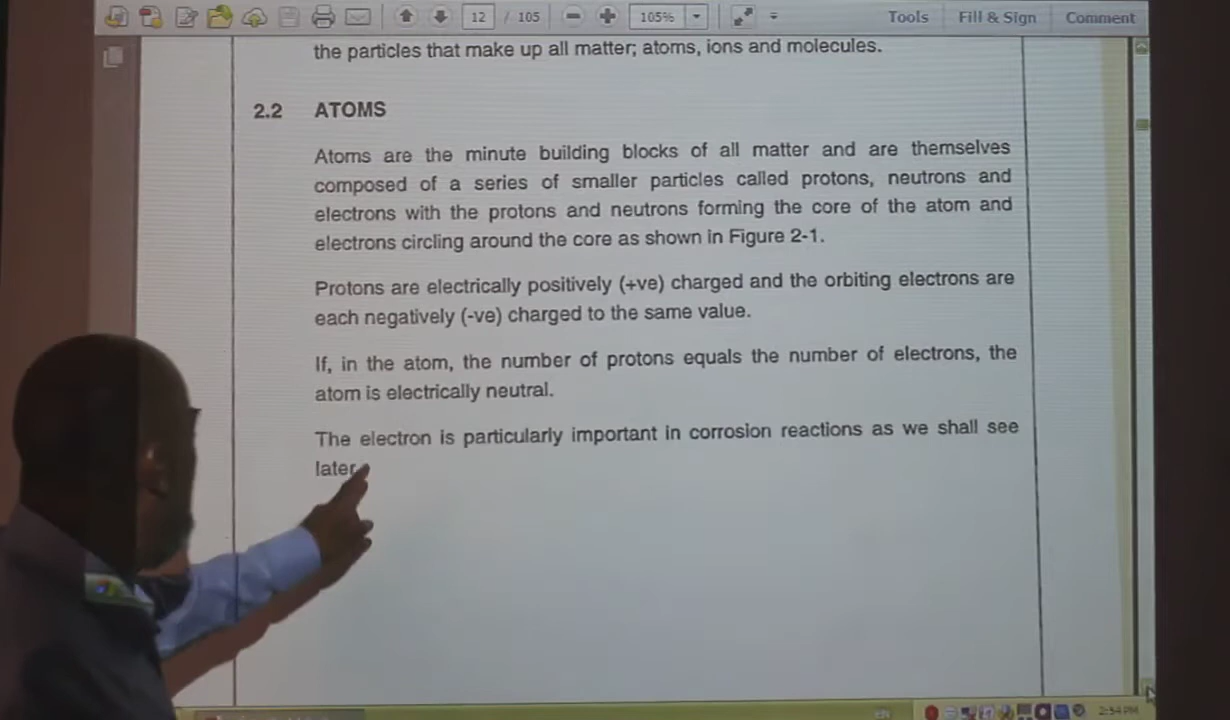 12 / 105 105% Tools Fill & Sign Comment
the particles that make up all matter; atoms, ions and molecules.
2.2 ATOMS
Atoms are the minute building blocks of all matter and are themselves
composed of a series of smaller particles called protons, neutrons and
electrons with the protons and neutrons forming the core of the atom and
electrons circling around the core as shown in Figure 2-1.
Protons are electrically positively (+ve) charged and the orbiting electrons are
each negatively (-ve) charged to the same value.
If, in the atom, the number of protons equals the number of electrons, the
atom is electrically neutral.
The electron is particularly important in corrosion reactions as we shall see
later
EN 2:54 PM